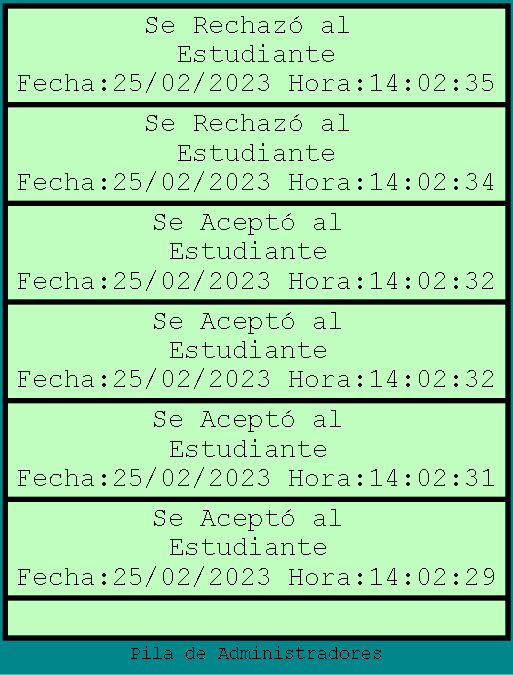 Se Rechazó al
Estudiante
Fecha:25/02/2023 Hora:14:02:35
Se Rechazó al
Estudiante
Fecha:25/02/2023 Hora:14:02:34
Se Aceptó al
Estudiante
Fecha:25/02/2023 Hora:14:02:32
Se Aceptó al
Estudiante
Fecha:25/02/2023 Hora:14:02:32
Se Aceptó al
Estudiante
Fecha:25/02/2023 Hora:14:02:31
Se Aceptó al
Estudiante
Fecha:25/02/2023 Hora:14:02:29
Pila de Administradores